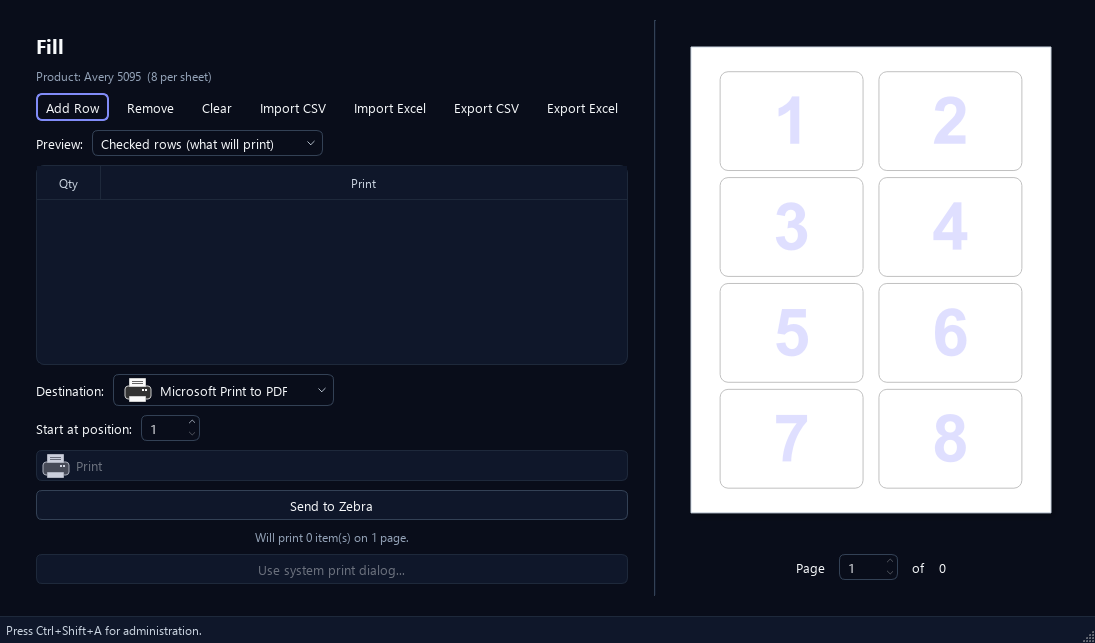 Fill
Product: Avery 5095 (8 per sheet)
Add Row Remove Clear Import CSV Import Excel Export CSV Export Excel
Preview: Checked rows (what will print)
Qty Print
Destination: Microsoft Print to PDF
Start at position: 1
Print
Send to Zebra
Will print 0 item(s) on 1 page.
Use system print dialog...
1 2
3 4
5 6
7 8
Page 1 of 0
Press Ctrl+Shift+A for administration.